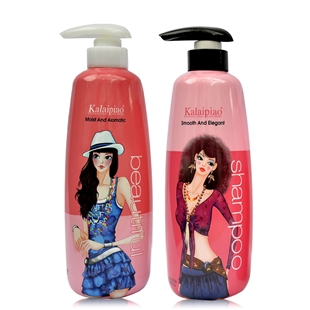 Kalaipiao
Moist And Aromatic
beautiful
Kalaipiao
Smooth And Elegant
shampoo